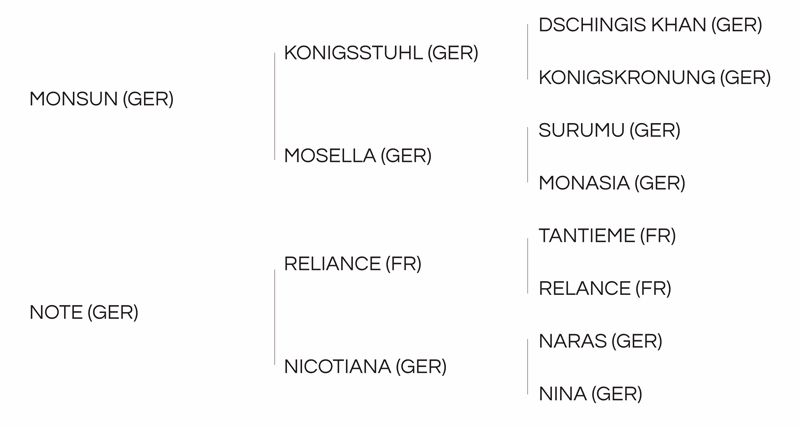 DSCHINGIS KHAN (GER)
KONIGSSTUHL (GER)
KONIGSKRONUNG (GER)
MONSUN (GER)
SURUMU (GER)
MOSELLA (GER)
MONASIA (GER)
TANTIEME (FR)
RELIANCE (FR)
RELANCE (FR)
NOTE (GER)
NARAS (GER)
NICOTIANA (GER)
NINA (GER)